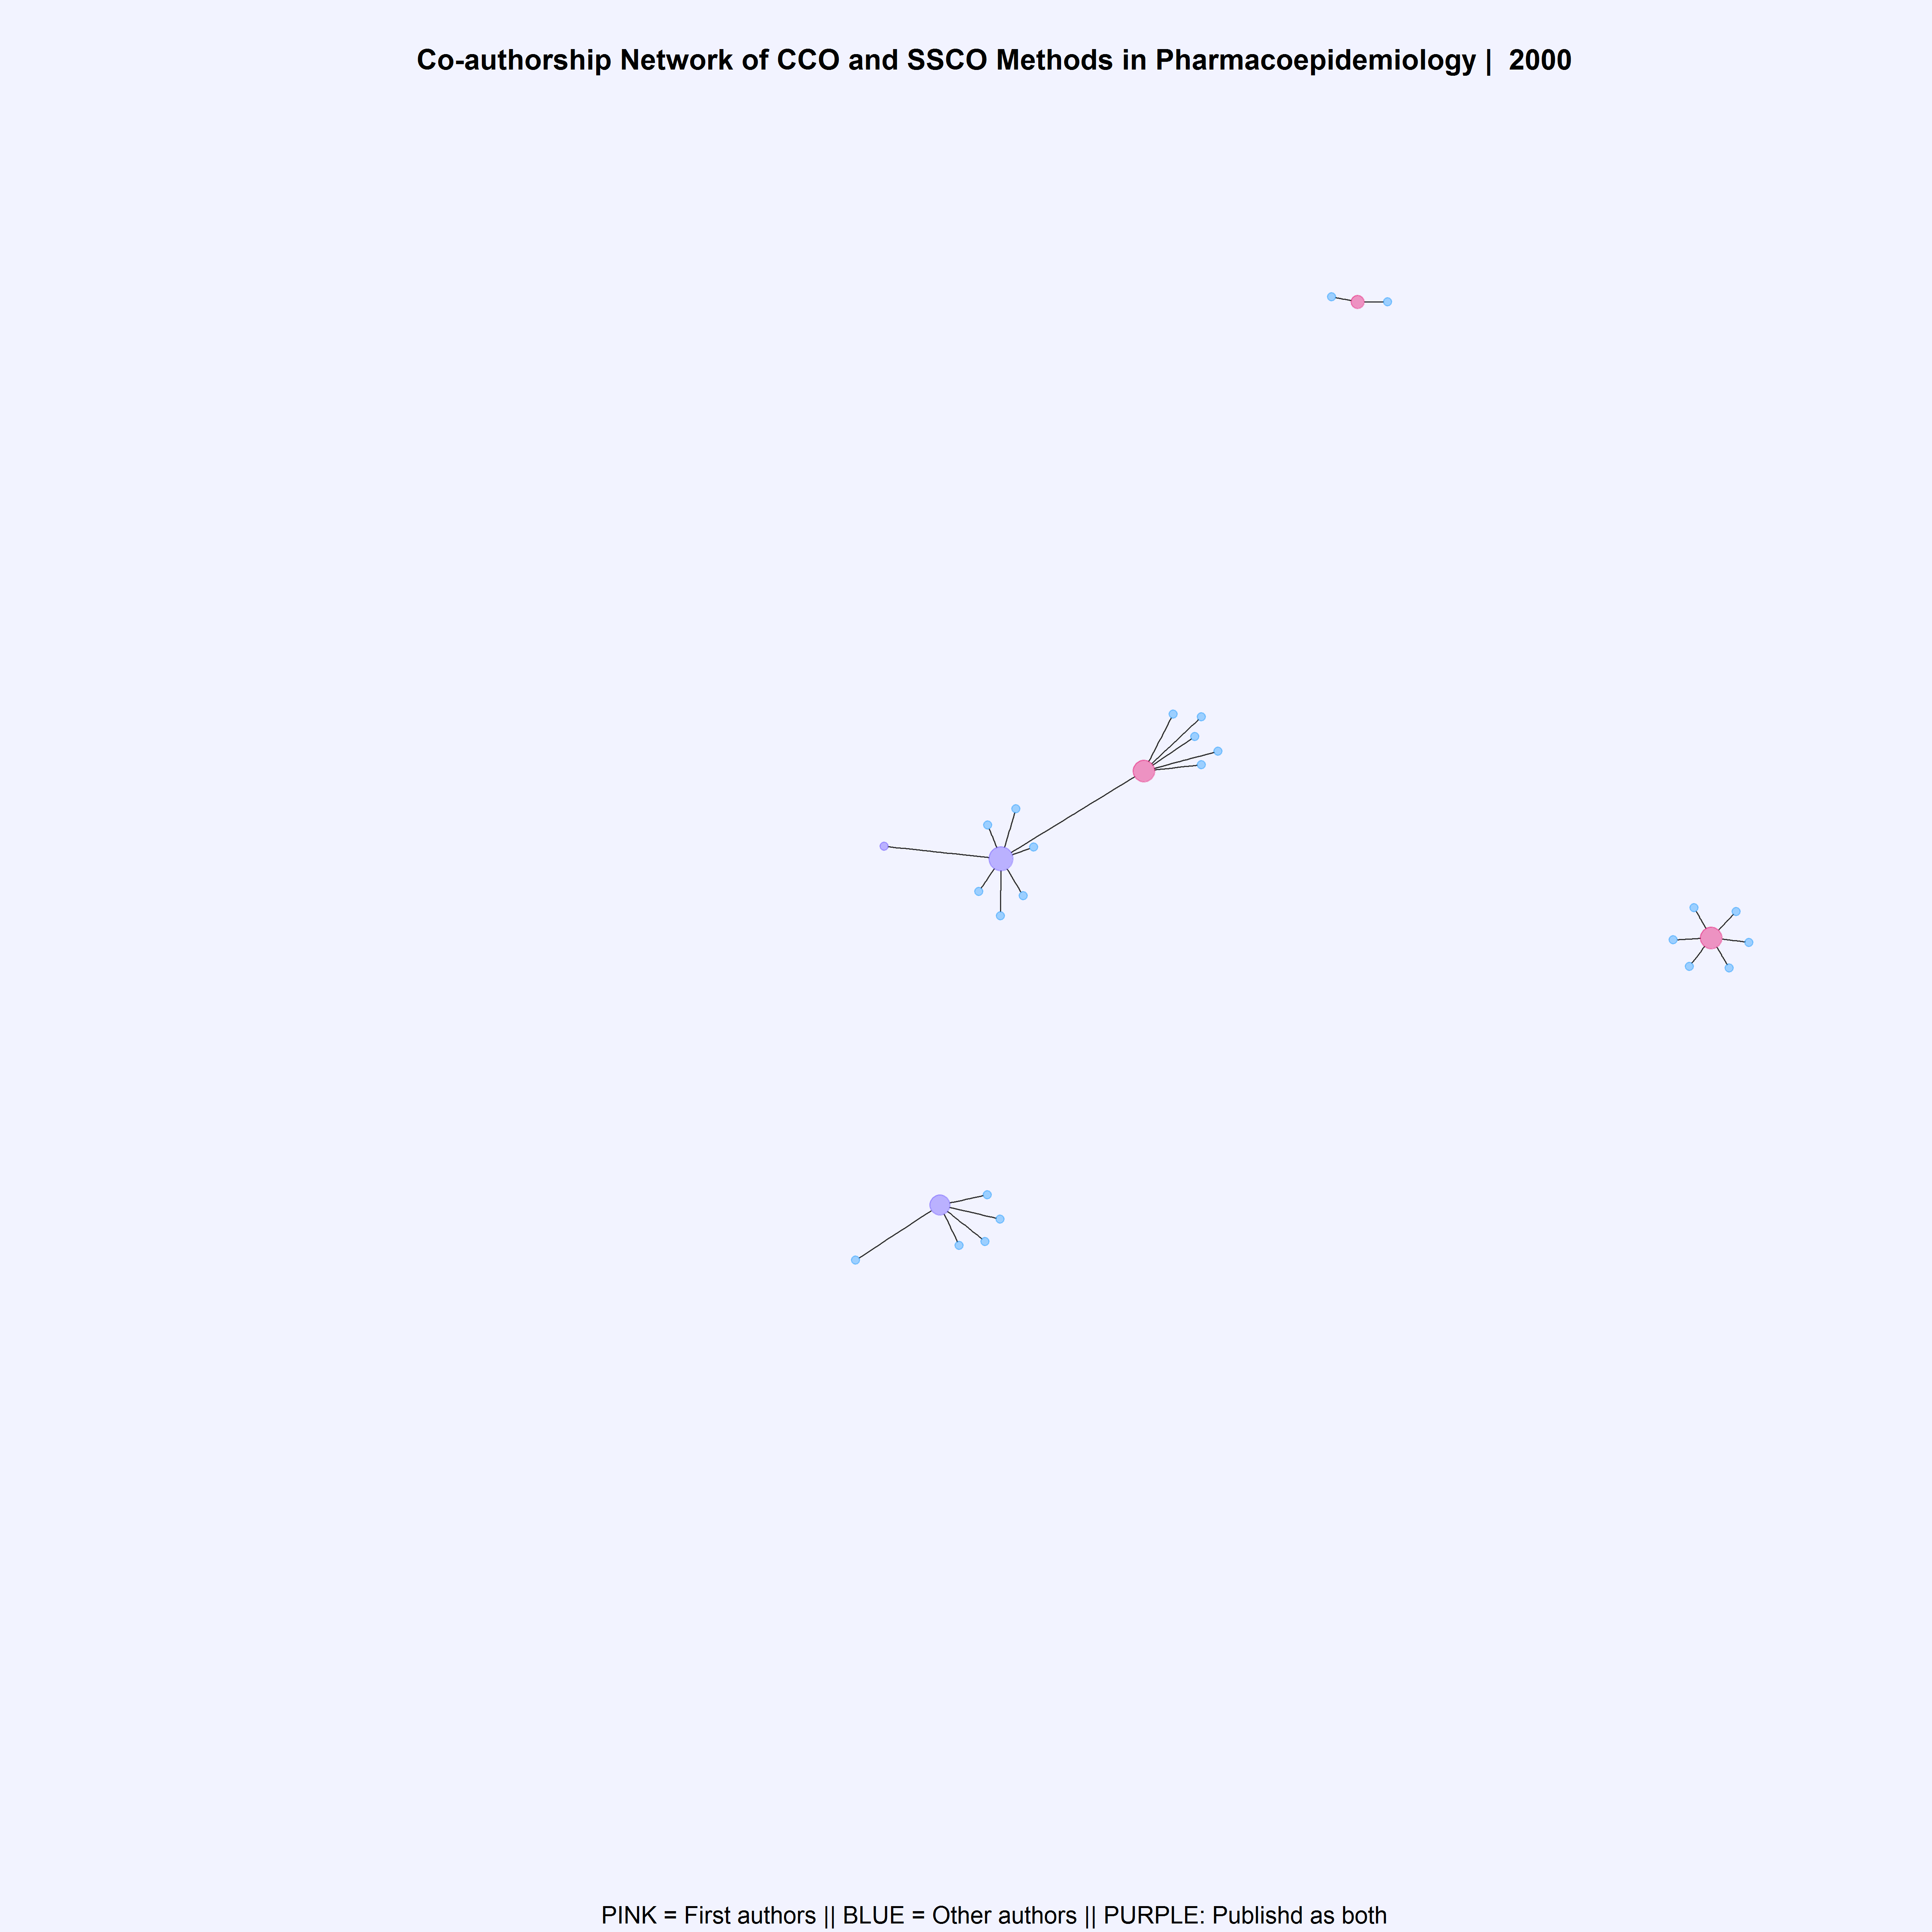 Co-authorship Network of CCO and SSCO Methods in Pharmacoepidemiology |  2000
PINK = First authors || BLUE = Other authors || PURPLE: Publishd as both